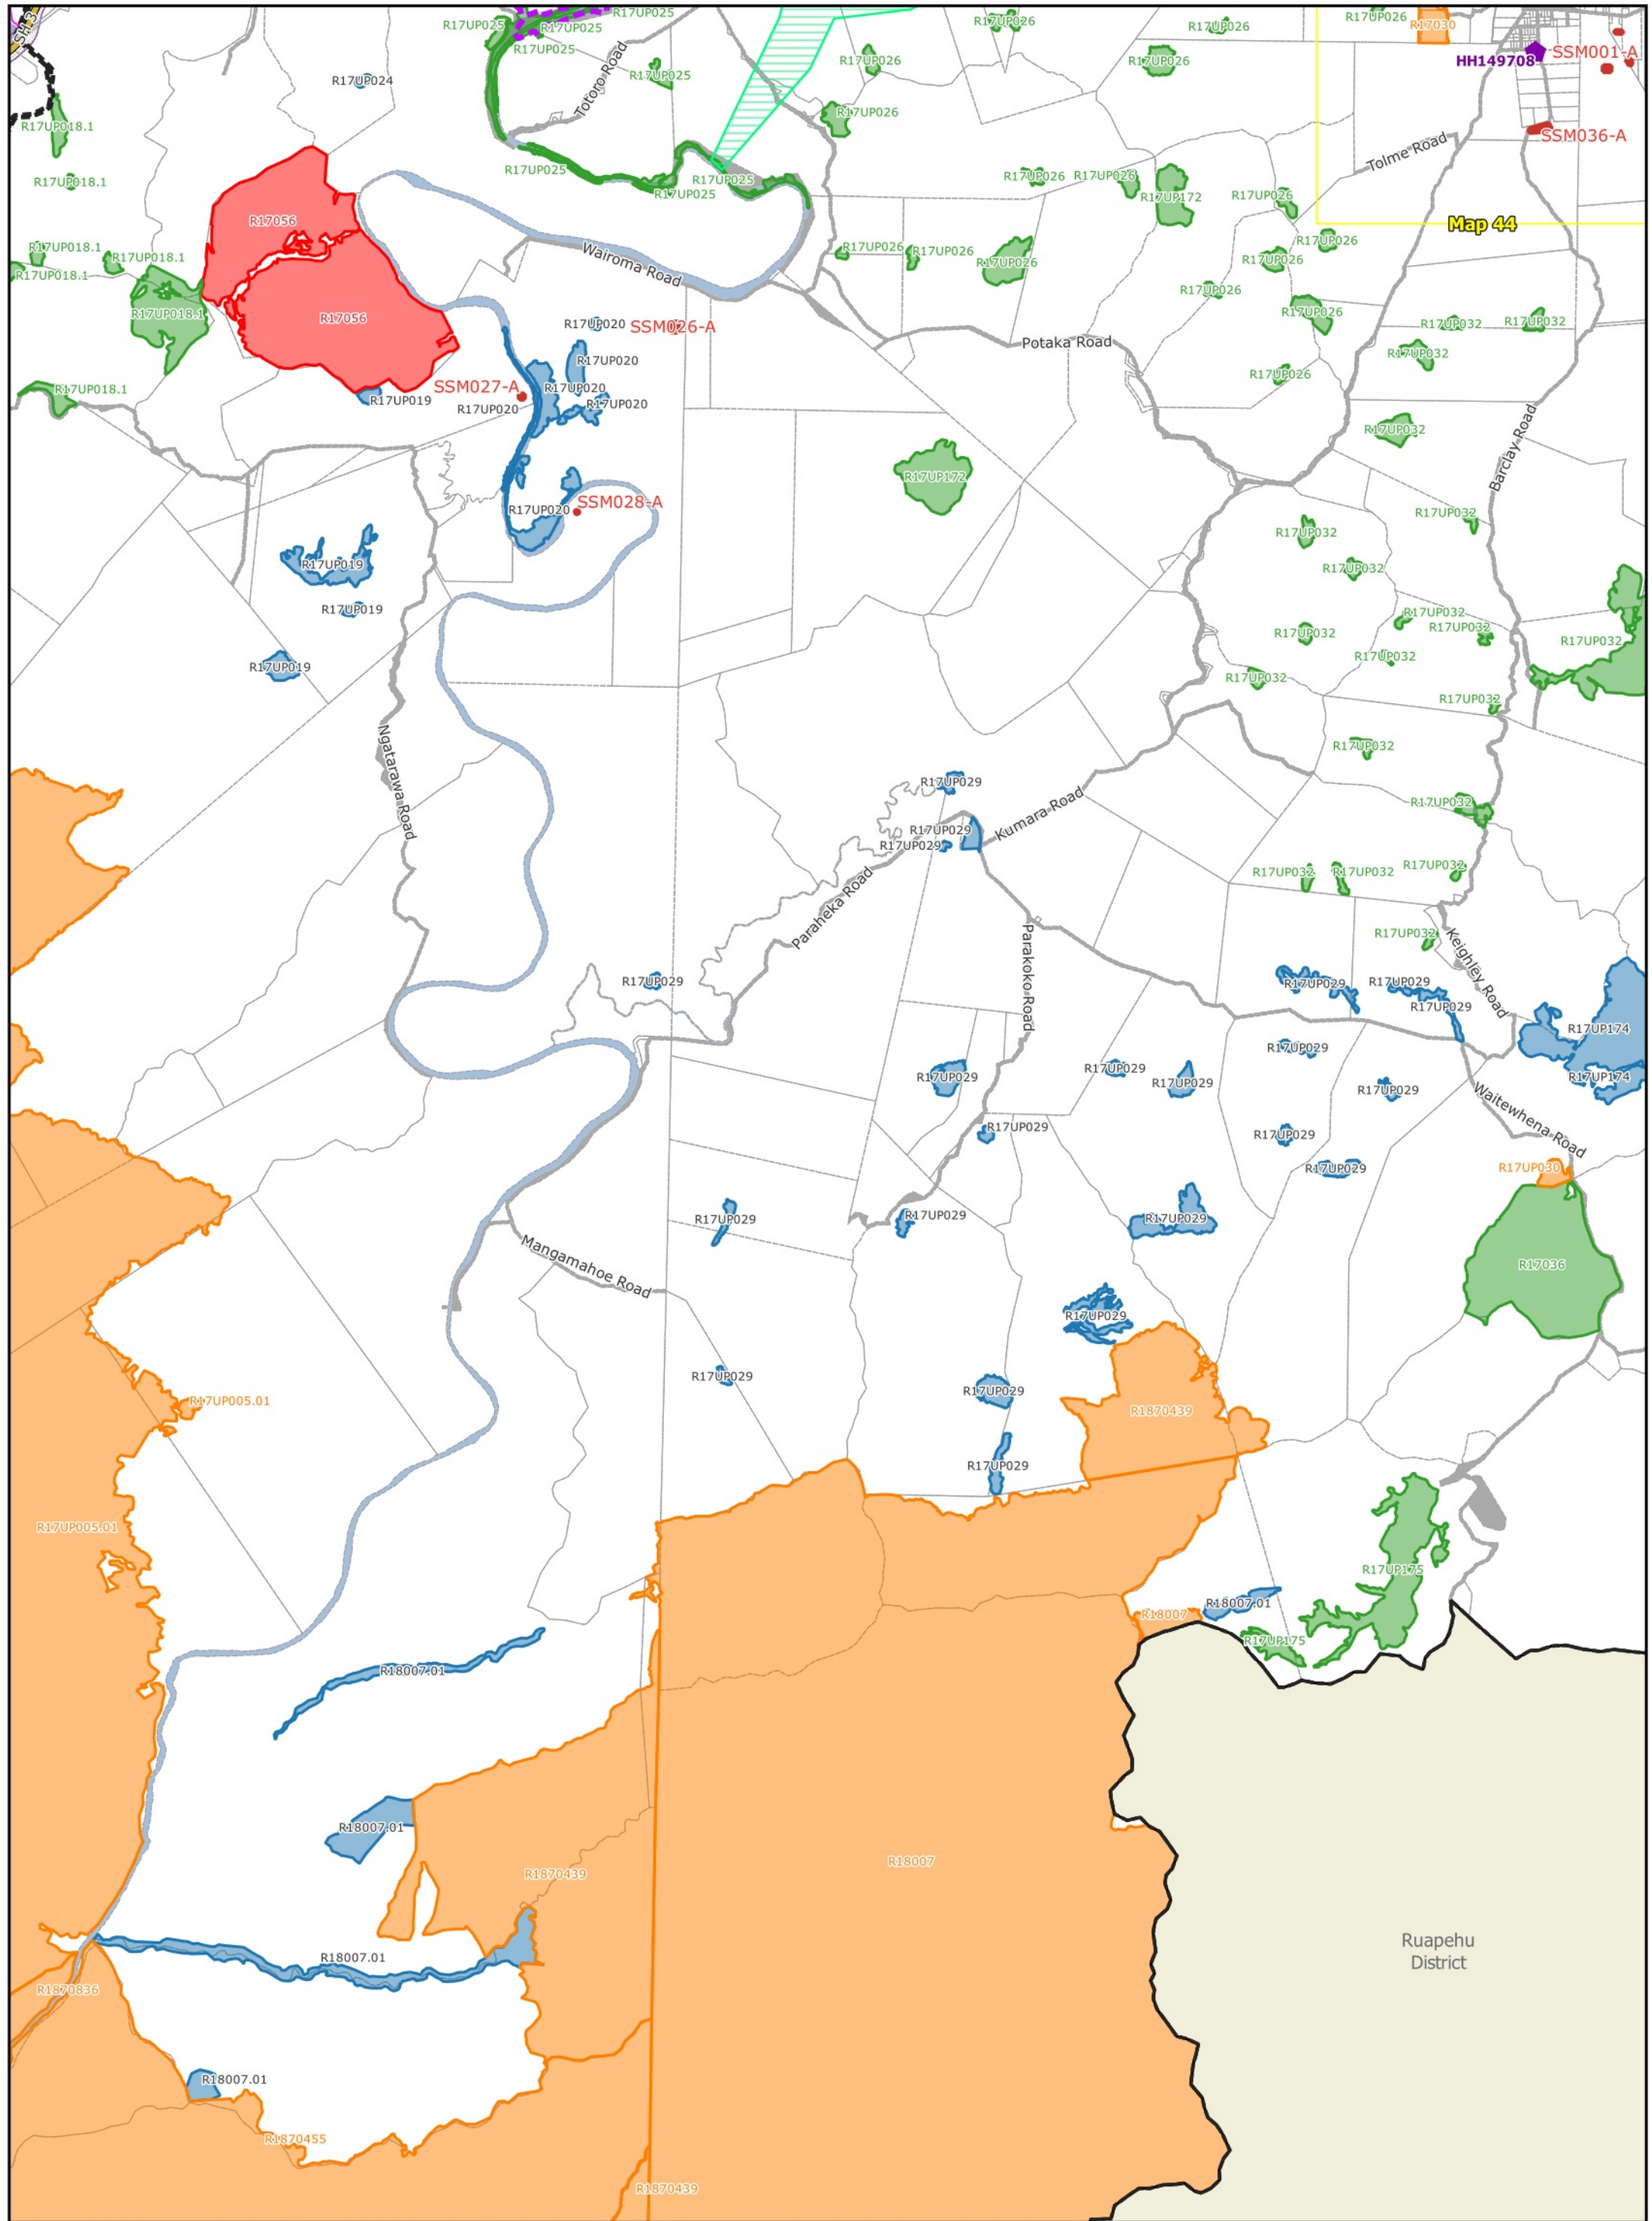 SH 3
R17UP025
R17UP025
R17UP025
R17UP025
R17UP025
Totoro Road
R17UP026
R17UP026
R17UP026
R17030
HH149708
SSM001-A
R17UP024
R17UP026
R17UP026
R17UP018.1
R17UP026
SSM036-A
Tolme Road
R17UP018.1
R17UP025
R17UP025
R17UP025
R17UP026
R17UP026
R17UP172
R17UP026
R17056
Map 44
R17UP018.1
R17UP018.1
R17UP018.1
Wairoma Road
R17UP026
R17UP026
R17UP026
R17UP026
R17UP026
R17UP026
R17UP018.1
R17056
R17UP020
SSM026-A
R17UP026
R17UP032
R17UP032
Potaka Road
R17UP020
R17UP032
R17UP026
R17UP018.1
SSM027-A
R17UP020
R17UP019
R17UP020
R17UP020
R17UP032
Barclay Road
R17UP172
R17UP020
SSM028-A
R17UP032
R17UP032
R17UP019
R17UP032
R17UP019
R17UP032
R17UP032
R17UP032
R17UP032
R17UP032
R17UP019
R17UP032
R17UP032
Ngatarawa Road
R17UP032
R17UP029
Kumara Road
R17UP032
R17UP029
R17UP029
R17UP032
R17UP032
R17UP032
Paraheka Road
R17UP032
Keighley Road
Parakoko Road
R17UP029
R17UP029
R17UP029
R17UP029
R17UP174
R17UP029
R17UP029
R17UP029
R17UP029
R17UP174
R17UP029
Waitewhena Road
R17UP029
R17UP029
R17UP029
R17UP030
R17UP029
R17UP029
R17UP029
Mangamahoe Road
R17036
R17UP029
R17UP029
R17UP029
R17UP005.01
R1870439
R17UP029
R17UP005.01
R17UP175
R18007.01
R18007
R17UP175
R18007.01
R18007.01
R18007
R1870439
Ruapehu
District
R18007.01
R1870836
R18007.01
R1870455
R1870439